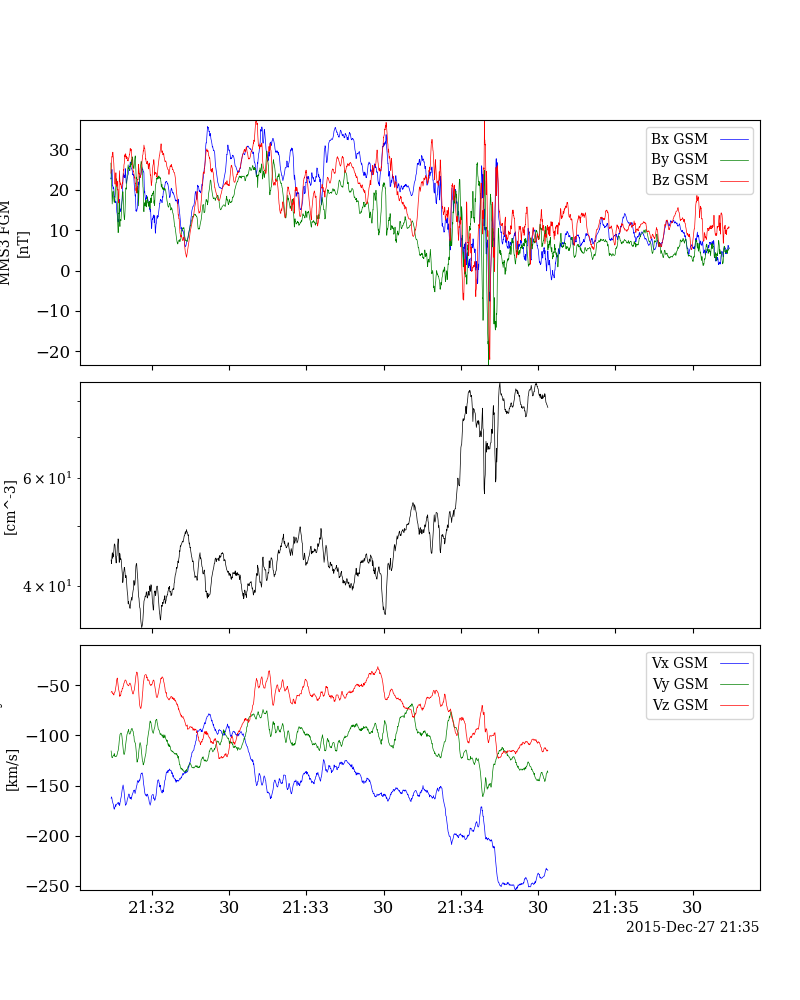 30
20
10
0
−10
−20
MMS3 FGM
[nT]
Bx GSM
By GSM
Bz GSM
6 × 10¹
4 × 10¹
[cm^-3]
−50
−100
−150
−200
−250
[km/s]
Vx GSM
Vy GSM
Vz GSM
21:32 30 21:33 30 21:34 30 21:35 30
2015-Dec-27 21:35